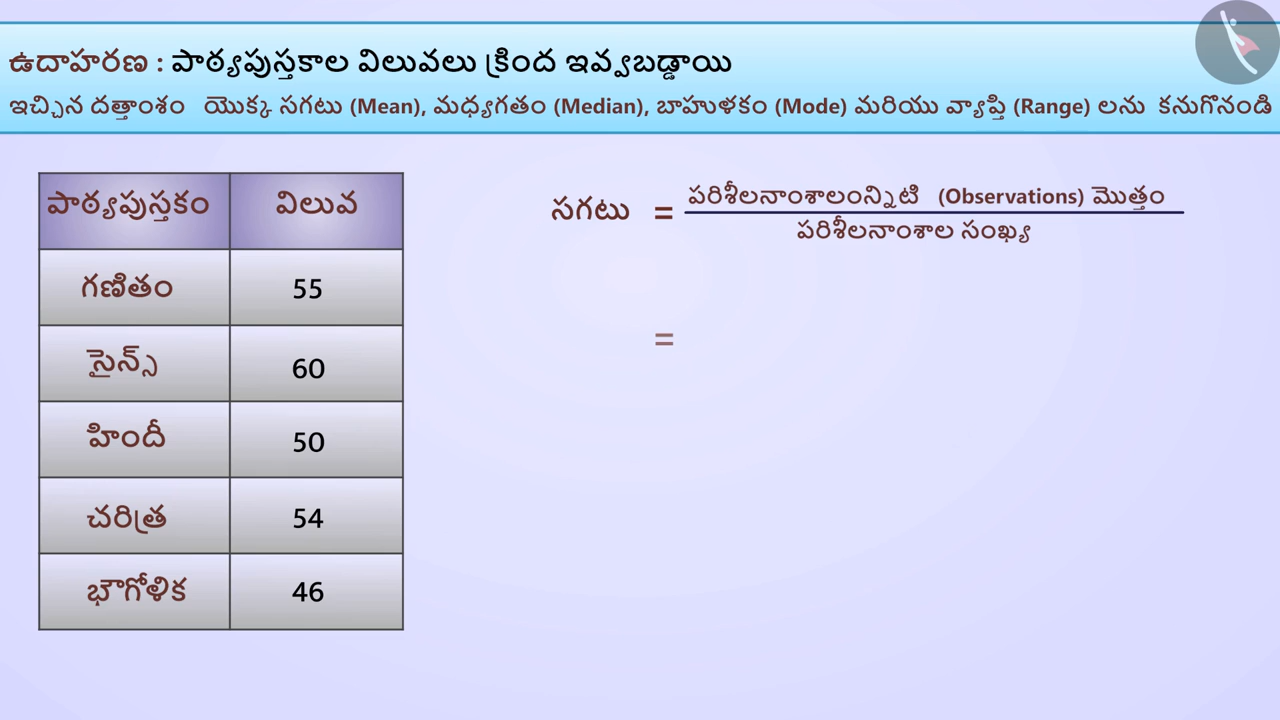 ఉదాహరణ : పాఠ్యపుస్తకాల విలువలు క్రింద ఇవ్వబడ్డాయి
ఇచ్చిన దత్తాంశం యొక్క సగటు (Mean), మధ్యగతం (Median), బాహుళకం (Mode) మరియు వ్యాప్తి (Range) లను కనుగొనండి
పాఠ్యపుస్తకం విలువ
గణితం 55
సైన్స్ 60
హిందీ 50
చరిత్ర 54
భౌగోళిక 46
సగటు = పరిశీలనాంశాలంన్నిటి (Observations) మొత్తం
పరిశీలనాంశాల సంఖ్య
=